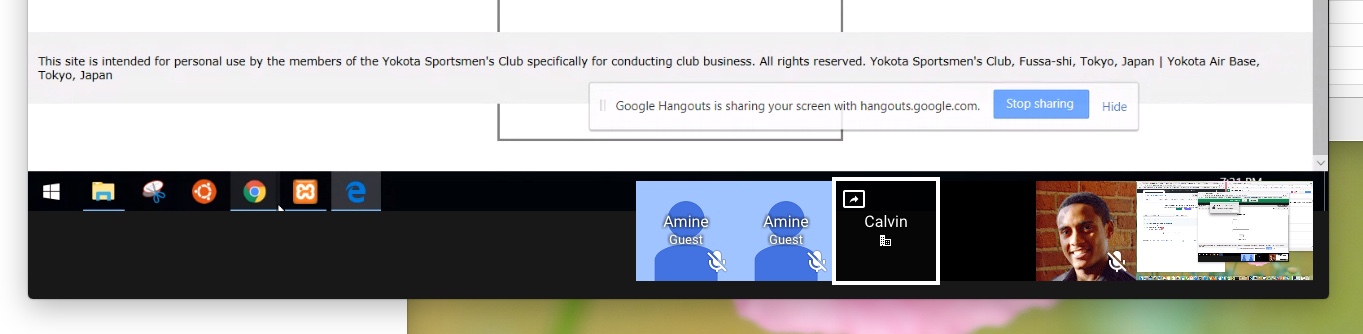 This site is intended for personal use by the members of the Yokota Sportsmen's Club specifically for conducting club business. All rights reserved. Yokota Sportsmen's Club, Fussa-shi, Tokyo, Japan | Yokota Air Base,
Tokyo, Japan
Google Hangouts is sharing your screen with hangouts.google.com. Stop sharing Hide
Amine
Guest
Amine
Guest
Calvin